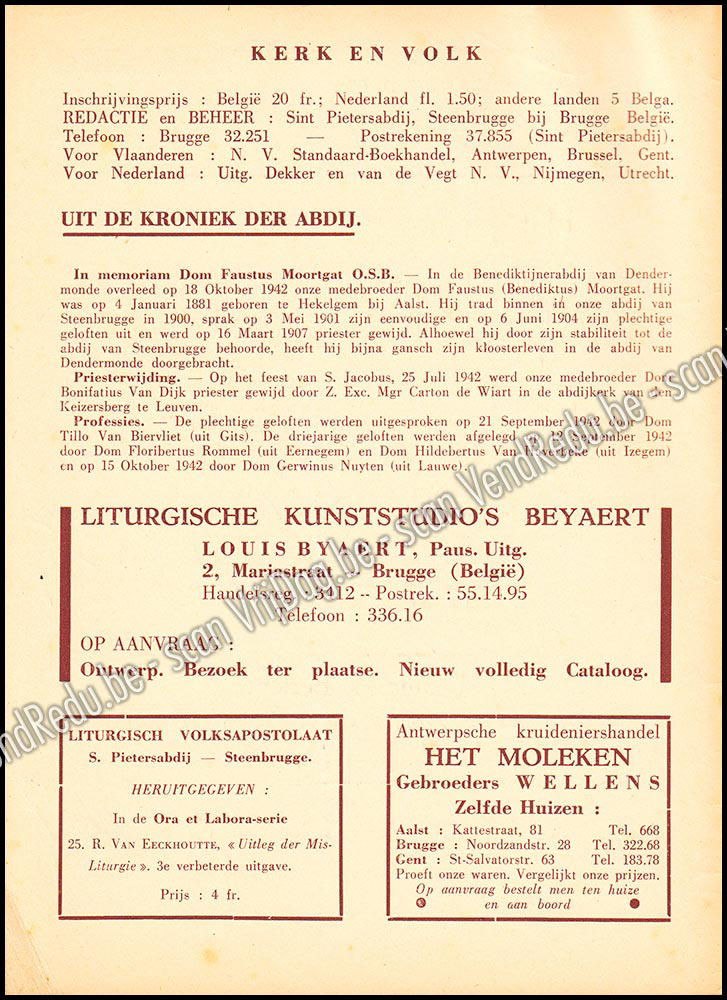 KERK EN VOLK
Inschrijvingsprijs : België 20 fr.; Nederland fl. 1.50; andere landen 5 Belga.
REDACTIE en BEHEER : Sint Pietersabdij, Steenbrugge bij Brugge België.
Telefoon : Brugge 32.251 — Postrekening 37.855 (Sint Pietersabdij).
Voor Vlaanderen : N. V. Standaard-Boekhandel, Antwerpen, Brussel, Gent.
Voor Nederland : Uitg. Dekker en van de Vegt N. V., Nijmegen, Utrecht.
UIT DE KRONIEK DER ABDIJ.
In memoriam Dom Faustus Moortgat O.S.B. — In de Benediktijnerabdij van Dender-
monde overleed op 18 Oktober 1942 onze medebroeder Dom Faustus (Benediktus) Moortgat. Hij
was op 4 Januari 1881 geboren te Hekelgem bij Aalst. Hij trad binnen in onze abdij van
Steenbrugge in 1900, sprak op 3 Mei 1901 zijn eenvoudige en op 6 Juni 1904 zijn plechtige
geloften uit en werd op 16 Maart 1907 priester gewijd. Alhoewel hij door zijn stabiliteit tot de
abdij van Steenbrugge behoorde, heeft hij bijna gansch zijn kloosterleven in de abdij van
Dendermonde doorgebracht.
Priesterwijding. — Op het feest van S. Jacobus, 25 Juli 1942 werd onze medebroeder Dom
Bonifatius Van Dijk priester gewijd door Z. Exc. Mgr Carton de Wiart in de abdijkerk van den
Keizersberg te Leuven.
Professies. — De plechtige geloften werden uitgesproken op 21 September 1942 door Dom
Tillo Van Biervliet (uit Gits). De driejarige geloften werden afgelegd op 12 September 1942
door Dom Floribertus Rommel (uit Eernegem) en Dom Hildebertus Van Haverbeke (uit Izegem)
en op 15 Oktober 1942 door Dom Gerwinus Nuyten (uit Lauwe).
LITURGISCHE KUNSTSTUDIO'S BEYAERT
LOUIS BYAERT, Paus. Uitg.
2, Mariastraat -- Brugge (België)
Handelsreg. : 3412 -- Postrek. : 55.14.95
Telefoon : 336.16
OP AANVRAAG :
Ontwerp. Bezoek ter plaatse. Nieuw volledig Cataloog.
LITURGISCH VOLKSAPOSTOLAAT
S. Pietersabdij — Steenbrugge.
HERUITGEGEVEN :
In de Ora et Labora-serie
25. R. VAN EECKHOUTTE, « Uitleg der Mis-
Liturgie ». 3e verbeterde uitgave.
Prijs : 4 fr.
Antwerpsche kruideniershandel
HET MOLEKEN
Gebroeders WELLENS
Zelfde Huizen :
Aalst : Kattestraat, 81 Tel. 668
Brugge : Noordzandstr. 28 Tel. 322.68
Gent : St-Salvatorstr. 63 Tel. 183.78
Proeft onze waren. Vergelijkt onze prijzen.
Op aanvraag bestelt men ten huize
en aan boord
VendRedu.be - scan VrijDag.be - scan VendRedu.be - scan